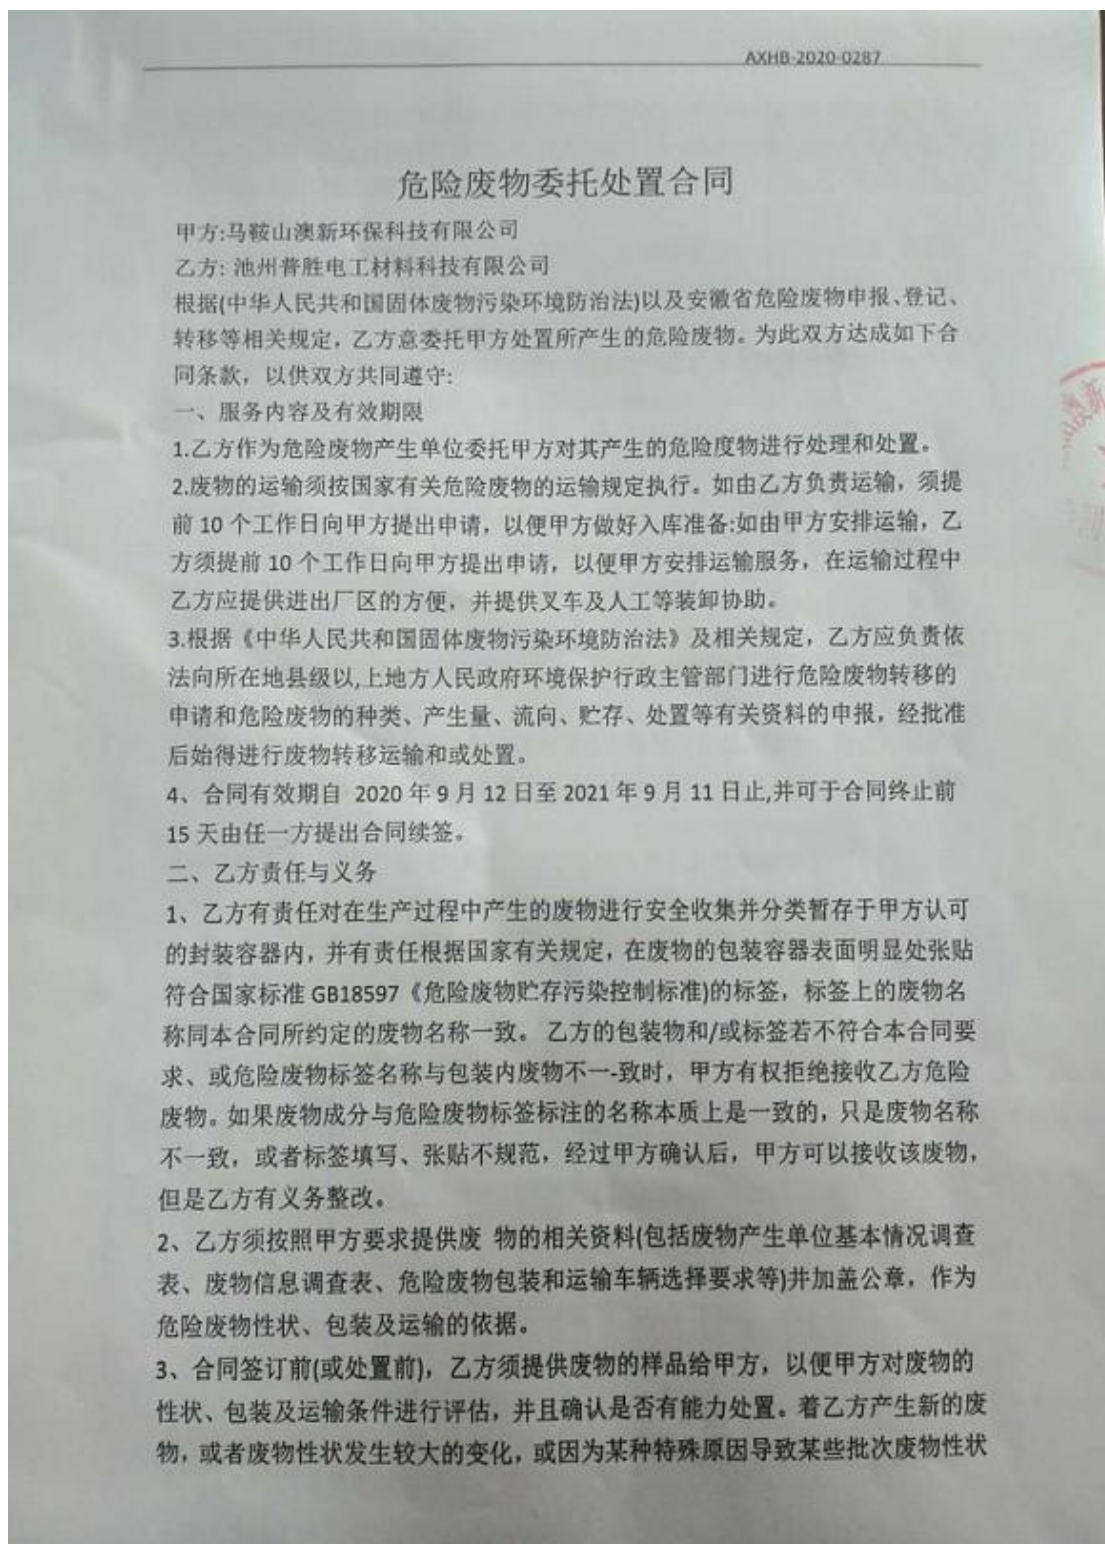 AXHB-2020-0287
危险废物委托处置合同
甲方:马鞍山澳新环保科技有限公司
乙方: 池州普胜电工材料科技有限公司
根据(中华人民共和国固体废物污染环境防治法)以及安徽省危险废物申报、登记、
转移等相关规定，乙方意委托甲方处置所产生的危险废物。为此双方达成如下合
同条款，以供双方共同遵守:
一、服务内容及有效期限
1.乙方作为危险废物产生单位委托甲方对其产生的危险度物进行处理和处置。
2.废物的运输须按国家有关危险废物的运输规定执行。如由乙方负责运输，须提
前 10 个工作日向甲方提出申请，以便甲方做好入库准备:如由甲方安排运输，乙
方须提前 10 个工作日向甲方提出申请，以便甲方安排运输服务，在运输过程中
乙方应提供进出厂区的方便，并提供叉车及人工等装卸协助。
3.根据《中华人民共和国固体废物污染环境防治法》及相关规定，乙方应负责依
法向所在地县级以,上地方人民政府环境保护行政主管部门进行危险废物转移的
申请和危险废物的种类、产生量、流向、贮存、处置等有关资料的申报，经批准
后始得进行废物转移运输和或处置。
4、合同有效期自 2020 年 9 月 12 日至 2021 年 9 月 11 日止,并可于合同终止前
15 天由任一方提出合同续签。
二、乙方责任与义务
1、乙方有责任对在生产过程中产生的废物进行安全收集并分类暂存于甲方认可
的封装容器内，并有责任根据国家有关规定，在废物的包装容器表面明显处张贴
符合国家标准 GB18597《危险废物贮存污染控制标准)的标签，标签上的废物名
称同本合同所约定的废物名称一致。 乙方的包装物和/或标签若不符合本合同要
求、或危险废物标签名称与包装内废物不一-致时，甲方有权拒绝接收乙方危险
废物。如果废物成分与危险废物标签标注的名称本质上是一致的，只是废物名称
不一致，或者标签填写、张贴不规范，经过甲方确认后，甲方可以接收该废物，
但是乙方有义务整改。
2、乙方须按照甲方要求提供废 物的相关资料(包括废物产生单位基本情况调查
表、废物信息调查表、危险废物包装和运输车辆选择要求等)井加盖公章，作为
危险废物性状、包装及运输的依据。
3、合同签订前(或处置前)，乙方须提供废物的样品给甲方，以便甲方对废物的
性状、包装及运输条件进行评估，并且确认是否有能力处置。着乙方产生新的废
物，或者废物性状发生较大的变化，或因为某种特殊原因导致某些批次废物性状